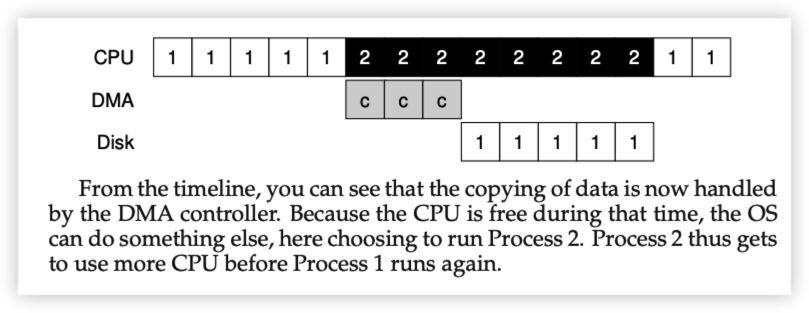 CPU 1 1 1 1 1 2 2 2 2 2 2 2 2 1 1
DMA c c c
Disk 1 1 1 1 1
From the timeline, you can see that the copying of data is now handled
by the DMA controller. Because the CPU is free during that time, the OS
can do something else, here choosing to run Process 2. Process 2 thus gets
to use more CPU before Process 1 runs again.